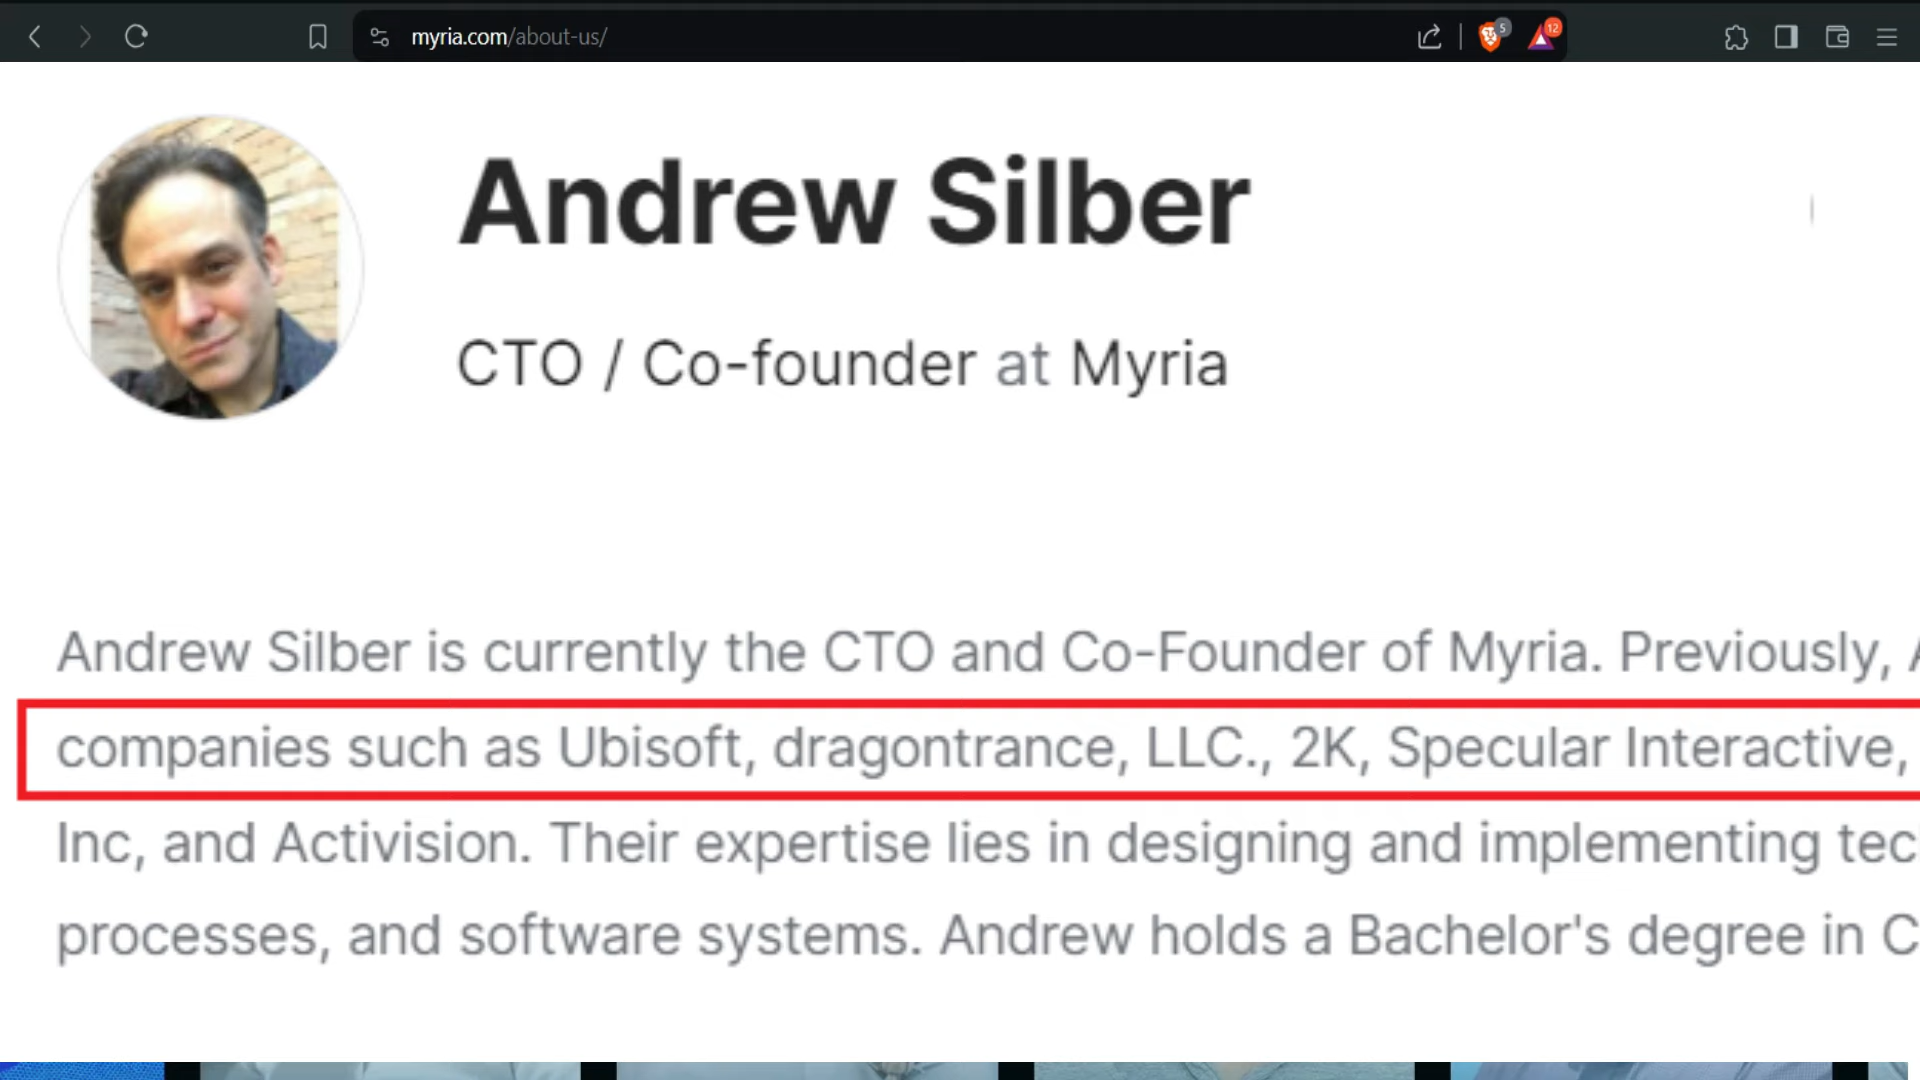 myria.com/about-us/
5
12
Andrew Silber
CTO / Co-founder at Myria
Andrew Silber is currently the CTO and Co-Founder of Myria. Previously,
companies such as Ubisoft, dragontrance, LLC., 2K, Specular Interactive,
Inc, and Activision. Their expertise lies in designing and implementing
processes, and software systems. Andrew holds a Bachelor's degree in